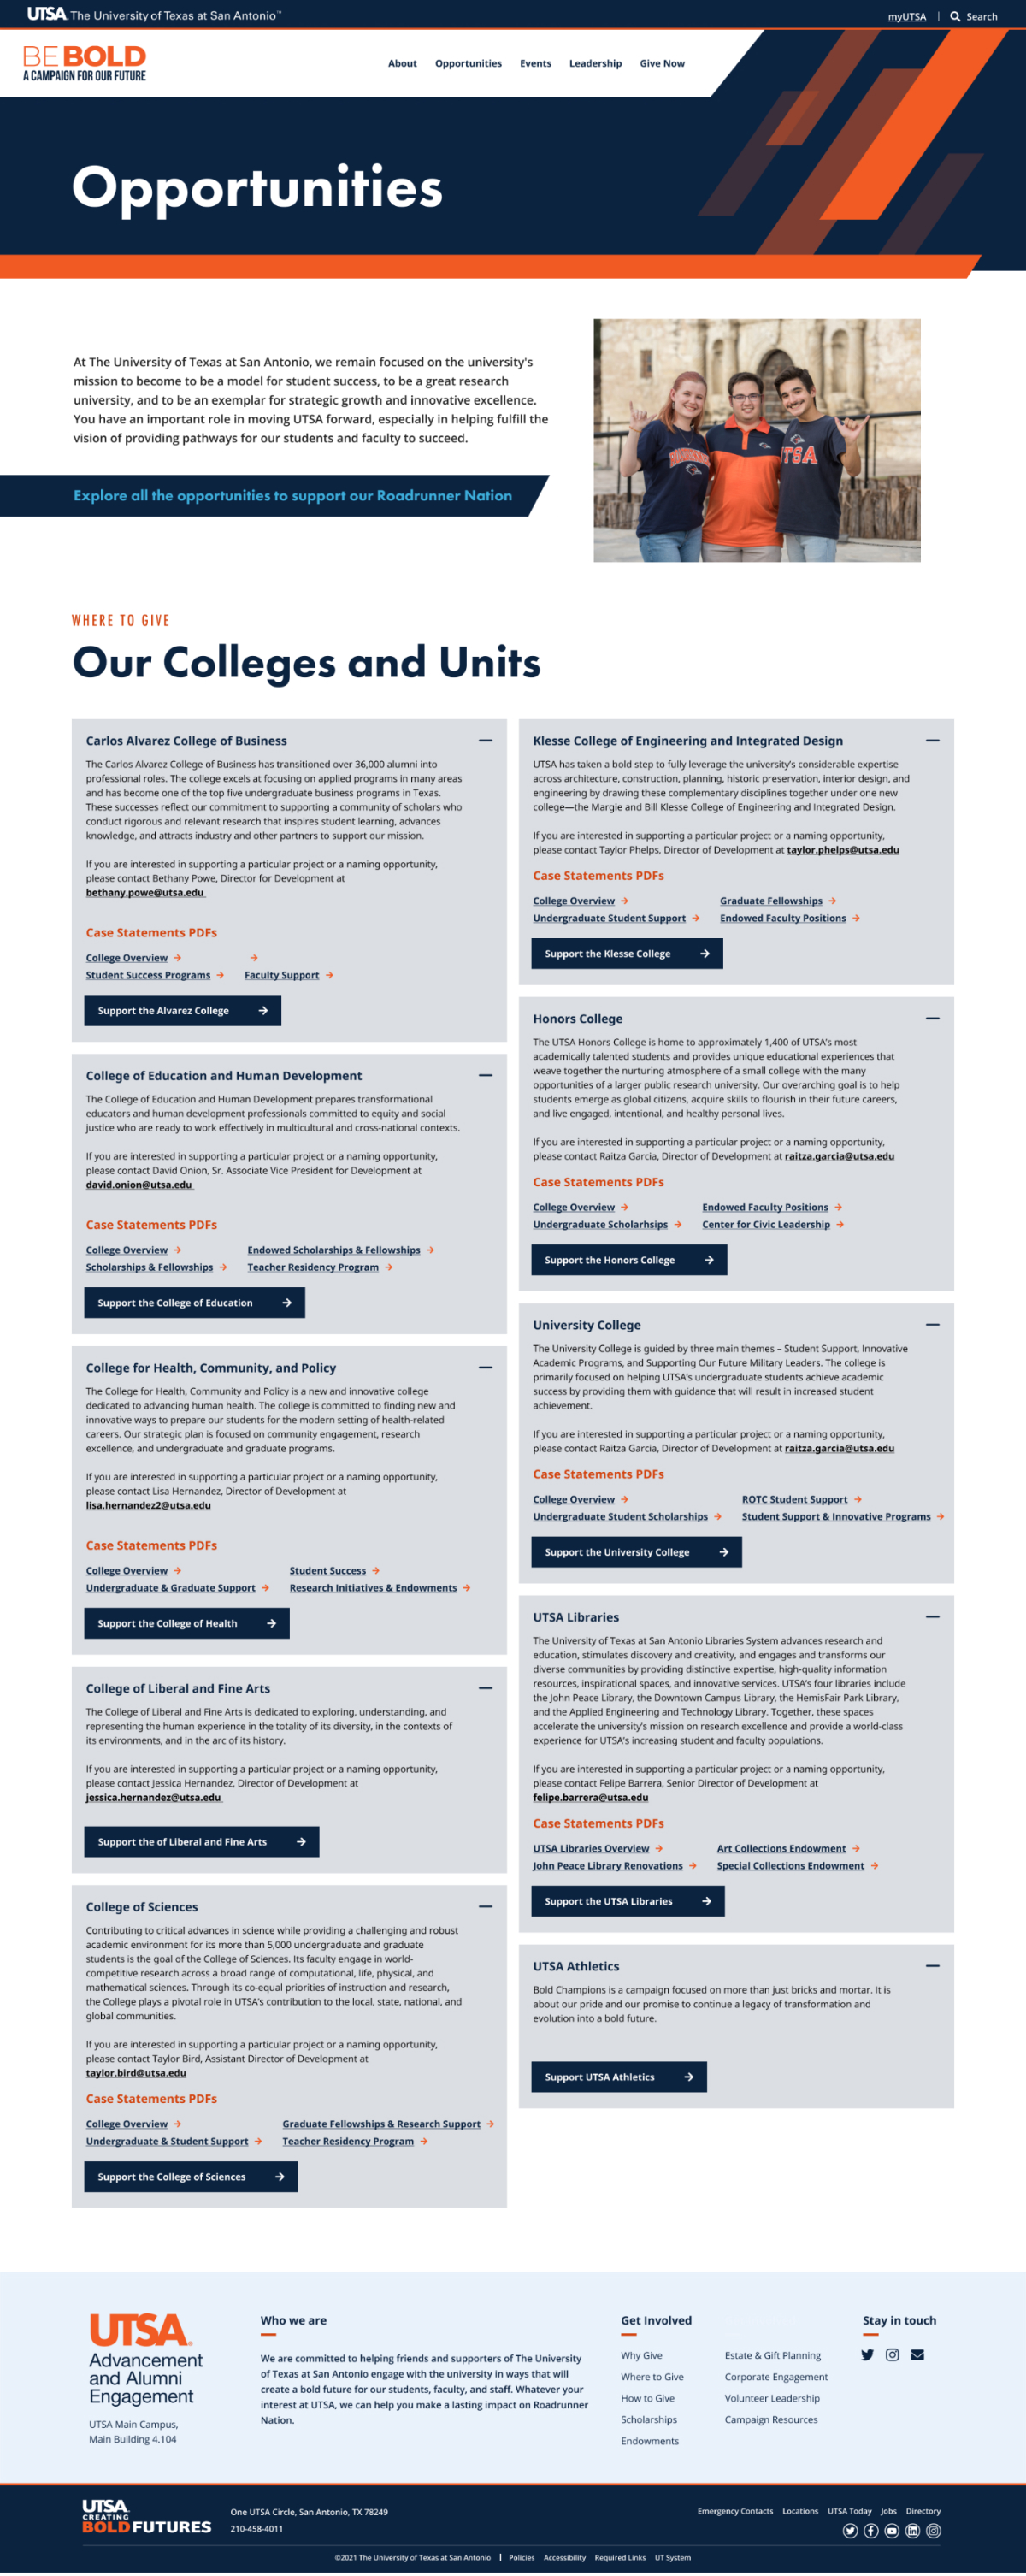 UTSA The University of Texas at San Antonio™
myUTSA | Search
BE BOLD
A CAMPAIGN FOR OUR FUTURE
About Opportunities Events Leadership Give Now
Opportunities
At The University of Texas at San Antonio, we remain focused on the university's
mission to become to be a model for student success, to be a great research
university, and to be an exemplar for strategic growth and innovative excellence.
You have an important role in moving UTSA forward, especially in helping fulfill the
vision of providing pathways for our students and faculty to succeed.
Explore all the opportunities to support our Roadrunner Nation
UTSA
WHERE TO GIVE
Our Colleges and Units
Carlos Alvarez College of Business
The Carlos Alvarez College of Business has transitioned over 36,000 alumni into
professional roles. The college excels at focusing on applied programs in many areas
and has become one of the top five undergraduate business programs in Texas.
These successes reflect our commitment to supporting a community of scholars who
conduct rigorous and relevant research that inspires student learning, advances
knowledge, and attracts industry and other partners to support our mission.
If you are interested in supporting a particular project or a naming opportunity,
please contact Bethany Powe, Director for Development at
bethany.powe@utsa.edu
Case Statements PDFs
College Overview →  →
Student Success Programs → Faculty Support →
Support the Alvarez College →
College of Education and Human Development
The College of Education and Human Development prepares transformational
educators and human development professionals committed to equity and social
justice who are ready to work effectively in multicultural and cross-national contexts.
If you are interested in supporting a particular project or a naming opportunity,
please contact David Onion, Sr. Associate Vice President for Development at
david.onion@utsa.edu
Case Statements PDFs
College Overview → Endowed Scholarships & Fellowships →
Scholarships & Fellowships → Teacher Residency Program →
Support the College of Education →
College for Health, Community, and Policy
The College for Health, Community and Policy is a new and innovative college
dedicated to advancing human health. The college is committed to finding new and
innovative ways to prepare our students for the modern setting of health-related
careers. Our strategic plan is focused on community engagement, research
excellence, and undergraduate and graduate programs.
If you are interested in supporting a particular project or a naming opportunity,
please contact Lisa Hernandez, Director of Development at
lisa.hernandez2@utsa.edu
Case Statements PDFs
College Overview → Student Success →
Undergraduate & Graduate Support → Research Initiatives & Endowments →
Support the College of Health →
College of Liberal and Fine Arts
The College of Liberal and Fine Arts is dedicated to exploring, understanding, and
representing the human experience in the totality of its diversity, in the contexts of
its environments, and in the arc of its history.
If you are interested in supporting a particular project or a naming opportunity,
please contact Jessica Hernandez, Director of Development at
jessica.hernandez@utsa.edu
Support the of Liberal and Fine Arts →
College of Sciences
Contributing to critical advances in science while providing a challenging and robust
academic environment for its more than 5,000 undergraduate and graduate
students is the goal of the College of Sciences. Its faculty engage in world-
competitive research across a broad range of computational, life, physical, and
mathematical sciences. Through its co-equal priorities of instruction and research,
the College plays a pivotal role in UTSA's contribution to the local, state, national, and
global communities.
If you are interested in supporting a particular project or a naming opportunity,
please contact Taylor Bird, Assistant Director of Development at
taylor.bird@utsa.edu
Case Statements PDFs
College Overview → Graduate Fellowships & Research Support →
Undergraduate & Student Support → Teacher Residency Program →
Support the College of Sciences →
Klesse College of Engineering and Integrated Design
UTSA has taken a bold step to fully leverage the university's considerable expertise
across architecture, construction, planning, historic preservation, interior design, and
engineering by drawing these complementary disciplines together under one new
college—the Margie and Bill Klesse College of Engineering and Integrated Design.
If you are interested in supporting a particular project or a naming opportunity,
please contact Taylor Phelps, Director of Development at taylor.phelps@utsa.edu
Case Statements PDFs
College Overview → Graduate Fellowships →
Undergraduate Student Support → Endowed Faculty Positions →
Support the Klesse College →
Honors College
The UTSA Honors College is home to approximately 1,400 of UTSA's most
academically talented students and provides unique educational experiences that
weave together the nurturing atmosphere of a small college with the many
opportunities of a larger public research university. Our overarching goal is to help
students emerge as global citizens, acquire skills to flourish in their future careers,
and live engaged, intentional, and healthy personal lives.
If you are interested in supporting a particular project or a naming opportunity,
please contact Raitza Garcia, Director of Development at raitza.garcia@utsa.edu
Case Statements PDFs
College Overview → Endowed Faculty Positions →
Undergraduate Scholarhsips → Center for Civic Leadership →
Support the Honors College →
University College
The University College is guided by three main themes – Student Support, Innovative
Academic Programs, and Supporting Our Future Military Leaders. The college is
primarily focused on helping UTSA's undergraduate students achieve academic
success by providing them with guidance that will result in increased student
achievement.
If you are interested in supporting a particular project or a naming opportunity,
please contact Raitza Garcia, Director of Development at raitza.garcia@utsa.edu
Case Statements PDFs
College Overview → ROTC Student Support →
Undergraduate Student Scholarships → Student Support & Innovative Programs →
Support the University College →
UTSA Libraries
The University of Texas at San Antonio Libraries System advances research and
education, stimulates discovery and creativity, and engages and transforms our
diverse communities by providing distinctive expertise, high-quality information
resources, inspirational spaces, and innovative services. UTSA's four libraries include
the John Peace Library, the Downtown Campus Library, the HemisFair Park Library,
and the Applied Engineering and Technology Library. Together, these spaces
accelerate the university's mission on research excellence and provide a world-class
experience for UTSA's increasing student and faculty populations.
If you are interested in supporting a particular project or a naming opportunity,
please contact Felipe Barrera, Senior Director of Development at
felipe.barrera@utsa.edu
Case Statements PDFs
UTSA Libraries Overview → Art Collections Endowment →
John Peace Library Renovations → Special Collections Endowment →
Support the UTSA Libraries →
UTSA Athletics
Bold Champions is a campaign focused on more than just bricks and mortar. It is
about our pride and our promise to continue a legacy of transformation and
evolution into a bold future.
Support UTSA Athletics →
UTSA.
Advancement
and Alumni
Engagement
UTSA Main Campus,
Main Building 4.104
Who we are
We are committed to helping friends and supporters of The University
of Texas at San Antonio engage with the university in ways that will
create a bold future for our students, faculty, and staff. Whatever your
interest at UTSA, we can help you make a lasting impact on Roadrunner
Nation.
Get Involved
Why Give
Where to Give
How to Give
Scholarships
Endowments
Estate & Gift Planning
Corporate Engagement
Volunteer Leadership
Campaign Resources
Stay in touch
UTSA
CREATING
BOLD FUTURES
One UTSA Circle, San Antonio, TX 78249
210-458-4011
Emergency Contacts Locations UTSA Today Jobs Directory
©2021 The University of Texas at San Antonio | Policies Accessibility Required Links UT System